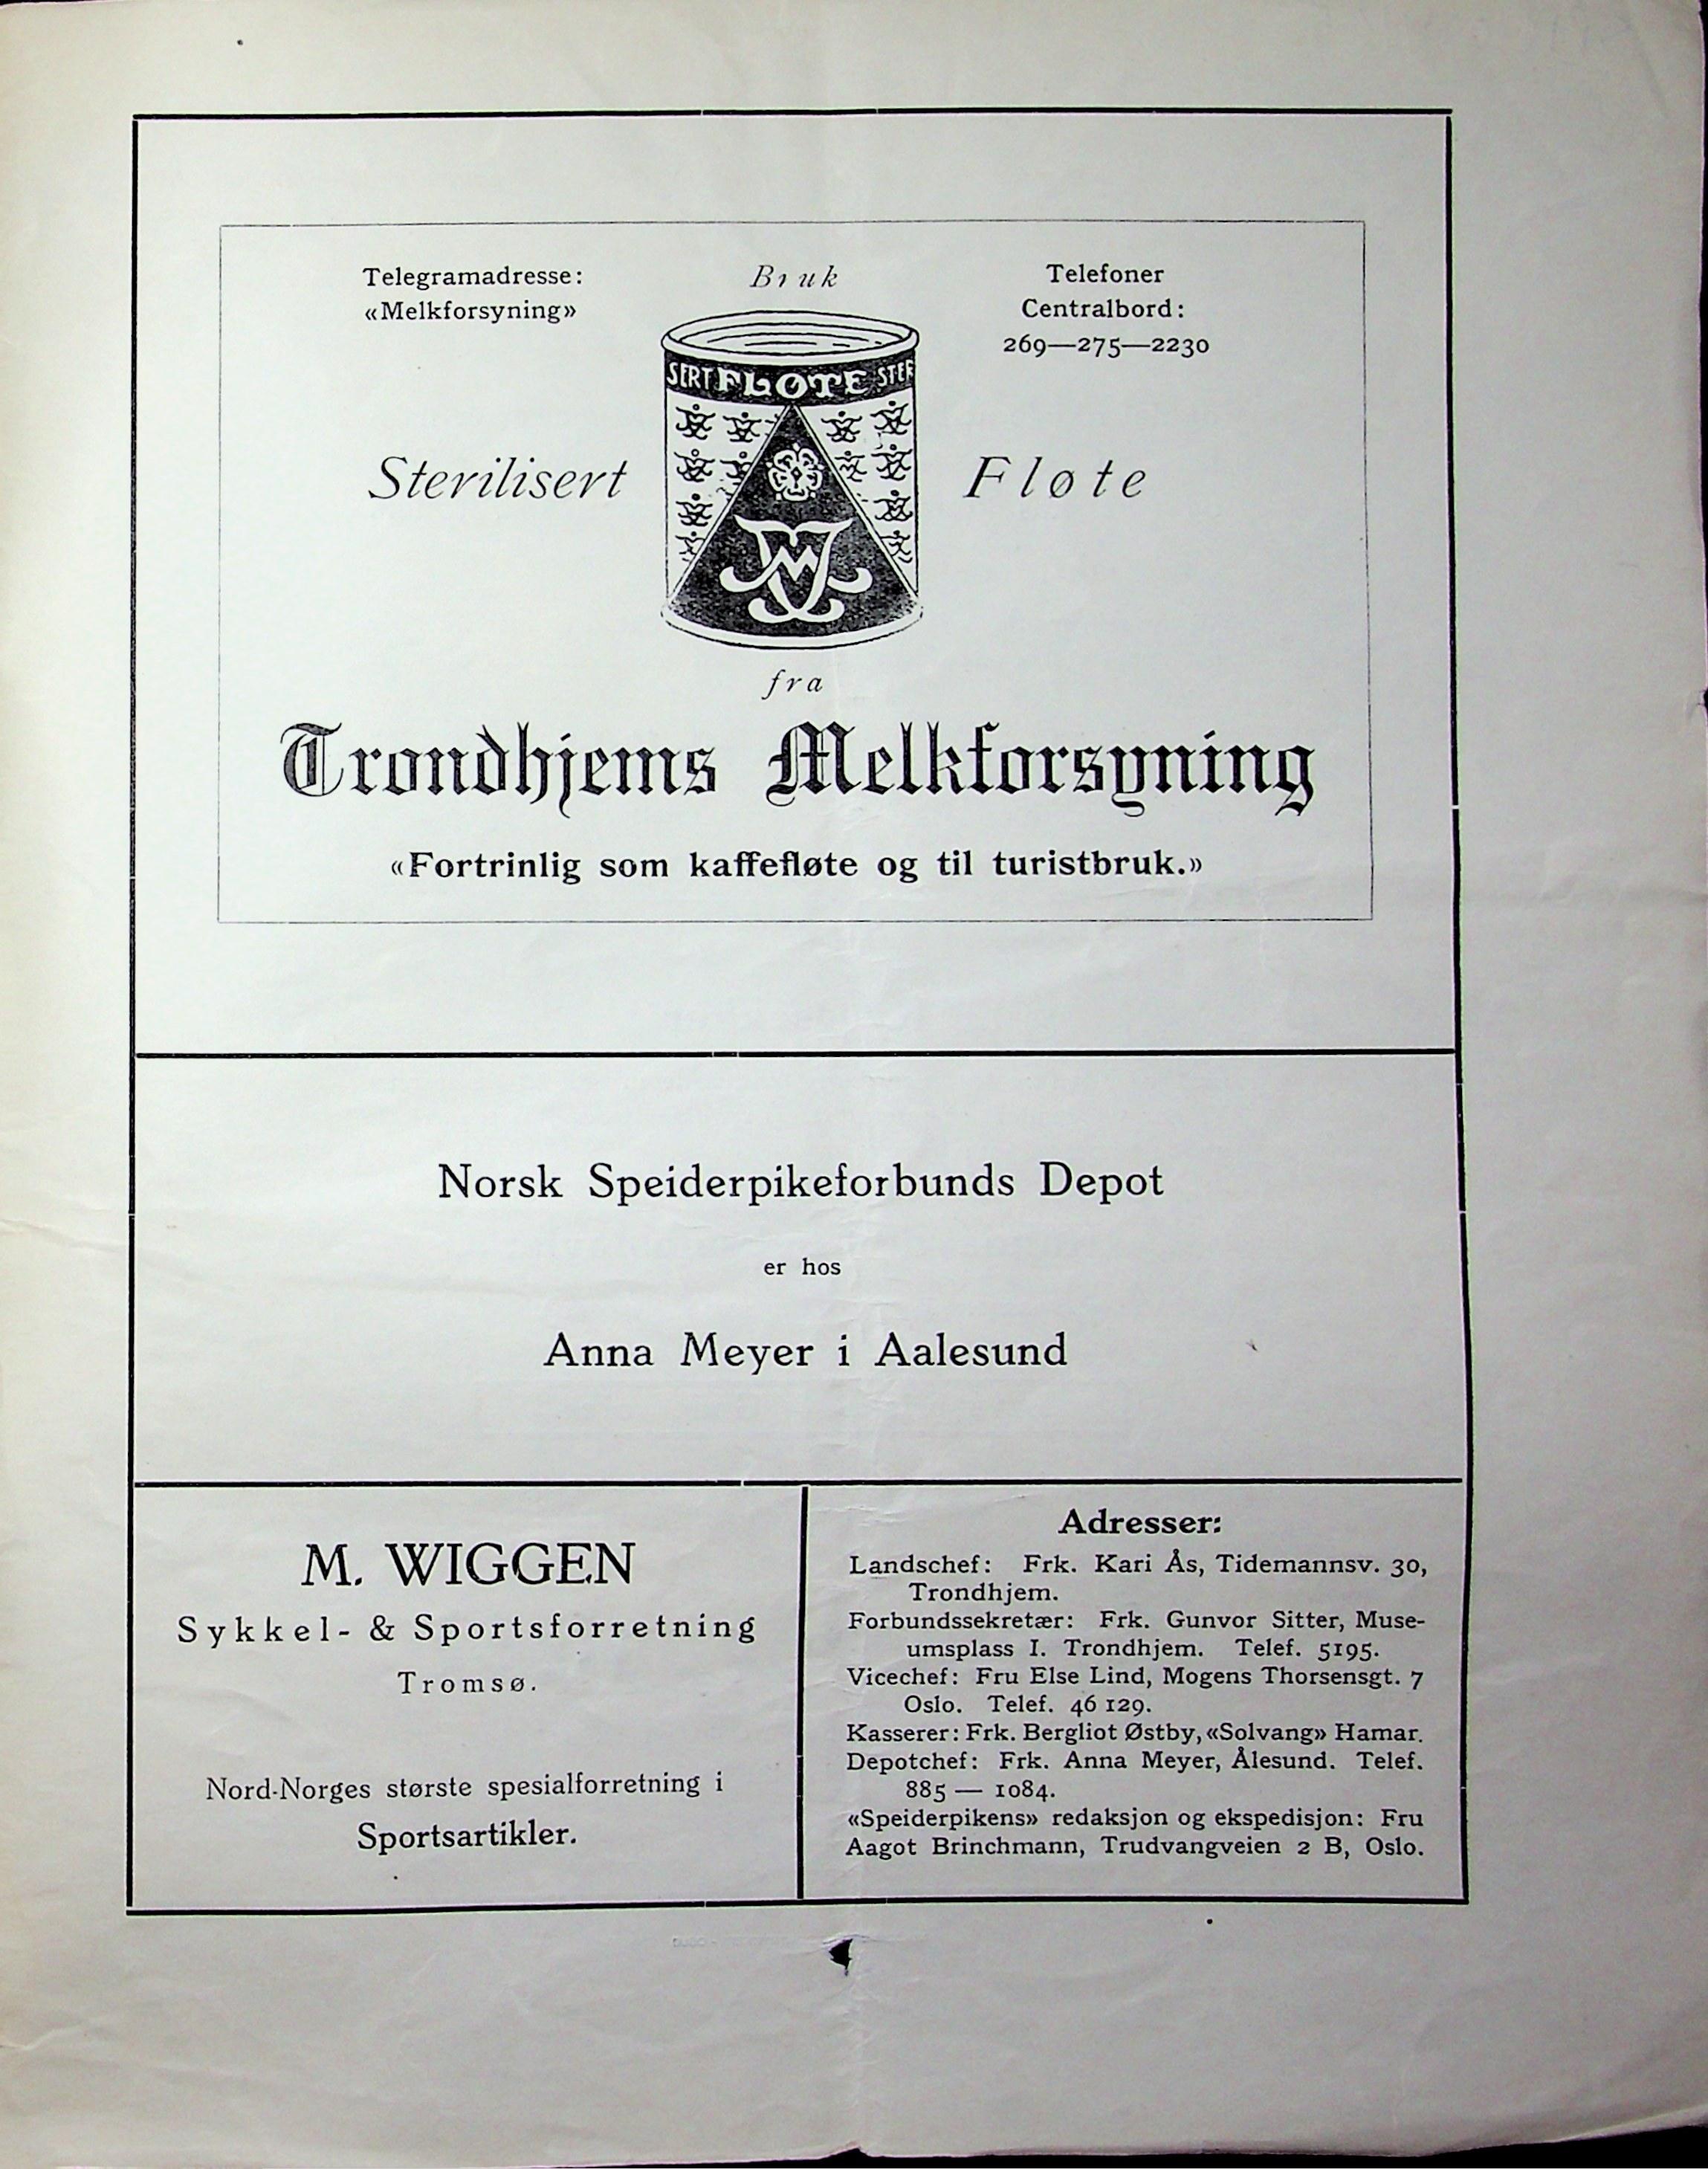 Telegramadresse:
«Melkforsyning»
Bruk
Telefoner
Centralbord:
269—275—2230
SERT FLØTE STER
Sterilisert
Fløte
fra
Trondhjems Melkforsyning
«Fortrinlig som kaffefløte og til turistbruk.»
Norsk Speiderpikeforbunds Depot
er hos
Anna Meyer i Aalesund
M. WIGGEN
Sykkel- & Sportsforretning
Tromsø.
Nord-Norges største spesialforretning i
Sportsartikler.
Adresser:
Landschef: Frk. Kari Ås, Tidemannsv. 30,
Trondhjem.
Forbundssekretær: Frk. Gunvor Sitter, Muse-
umsplass I. Trondhjem. Telef. 5195.
Vicechef: Fru Else Lind, Mogens Thorsensgt. 7
Oslo. Telef. 46 129.
Kasserer: Frk. Bergliot Østby, «Solvang» Hamar.
Depotchef: Frk. Anna Meyer, Ålesund. Telef.
885 — 1084.
«Speiderpikens» redaksjon og ekspedisjon: Fru
Aagot Brinchmann, Trudvangveien 2 B, Oslo.